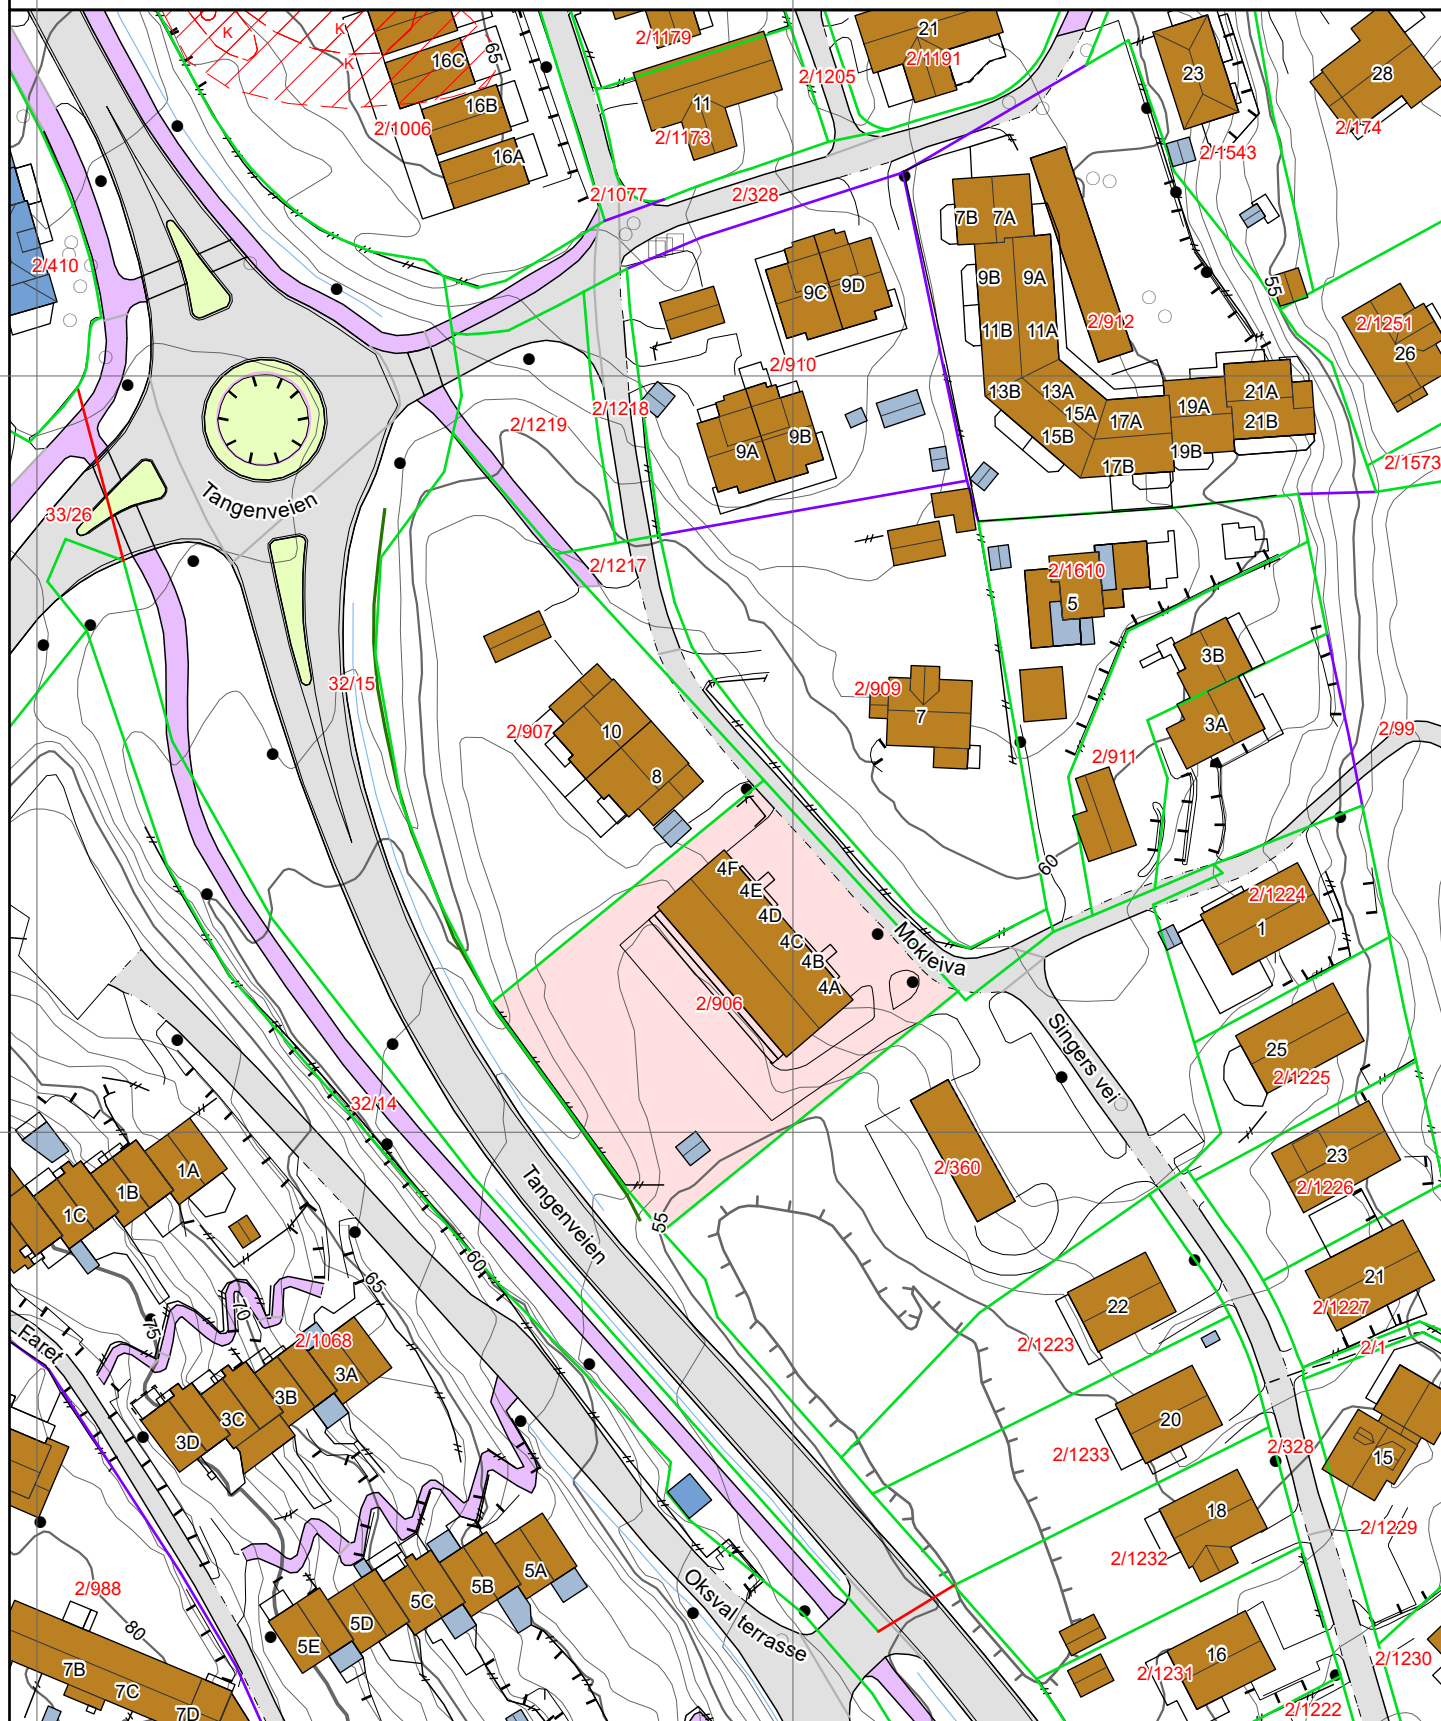 K
K
K
2/1179
21
2/1191
2/1205
16C
65
16B
2/1006
16A
11
2/1173
23
28
2/174
2/1543
2/1077
2/328
7B
7A
2/410
9C
9D
9B
9A
55
11B
11A
2/912
2/1251
26
2/910
13B
13A
15A
15B
17A
17B
19A
19B
21A
21B
2/1218
2/1219
9A
9B
2/1573
Tangenveien
33/26
2/1217
2/1610
5
3B
3A
32/15
2/909
7
2/907
10
8
2/99
2/911
60
4F
4E
4D
4C
4B
4A
2/906
Mokleiva
2/1224
1
Singers vei
25
2/1225
32/14
23
2/1226
2/360
1A
1B
1C
Tangenveien
55
60
65
70
75
Faret
2/1068
3A
3B
3C
3D
21
2/1227
22
2/1223
2/1
20
2/1233
2/328
15
18
2/1232
2/1229
5A
5B
5C
5D
5E
Oksval terrasse
2/988
80
7B
7C
7D
16
2/1231
2/1230
2/1222